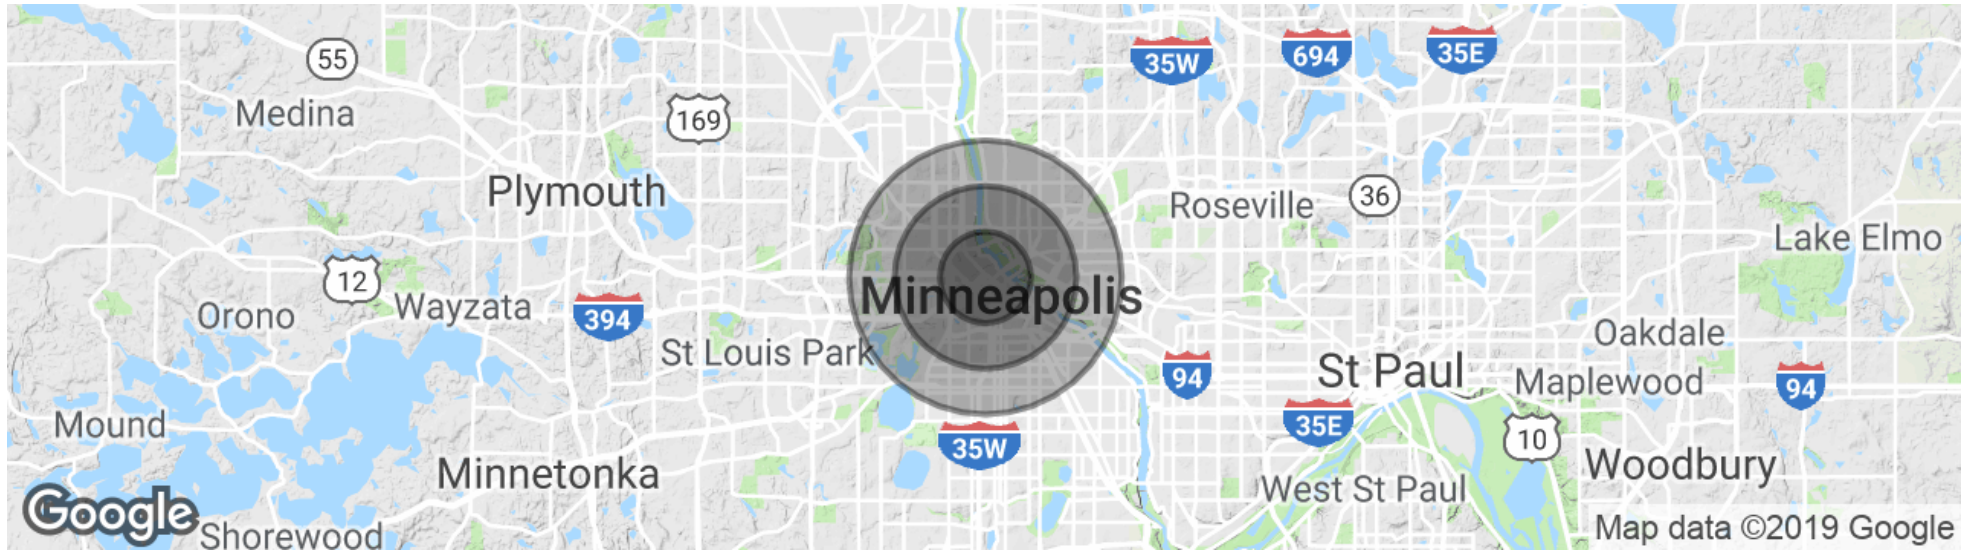 35W
694
35E
55
Medina
169
Plymouth
Roseville
36
Lake Elmo
12
Minneapolis
Wayzata
Orono
394
Oakdale
St Louis Park
St Paul
94
Maplewood
94
Mound
35E
35W
10
Minnetonka
Woodbury
West St Paul
Google
Shorewood
Map data ©2019 Google